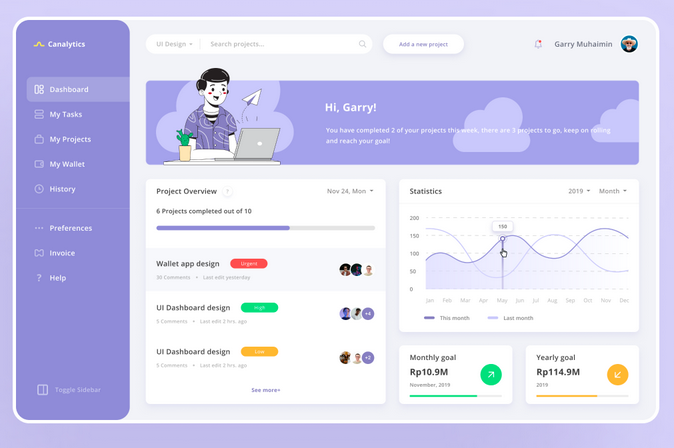 Canalytics
UI Design
Search projects...
Add a new project
Garry Muhaimin
Dashboard
My Tasks
My Projects
My Wallet
History
Preferences
Invoice
Help
Toggle Sidebar
Hi, Garry!
You have completed 2 of your projects this week, there are 3 projects to go, keep on rolling
and reach your goal!
Project Overview
Nov 24, Mon
6 Projects completed out of 10
Wallet app design
Urgent
30 Comments • Last edit yesterday
UI Dashboard design
High
5 Comments • Last edit 2 hrs. ago
+4
UI Dashboard design
Low
5 Comments • Last edit 2 hrs. ago
+2
See more+
Statistics
2019
Month
200
150
100
50
0
150
Jan Feb Mar Apr May Jun Jul Aug Sep Oct Nov Dec
This month
Last month
Monthly goal
Rp10.9M
November, 2019
Yearly goal
Rp114.9M
2019